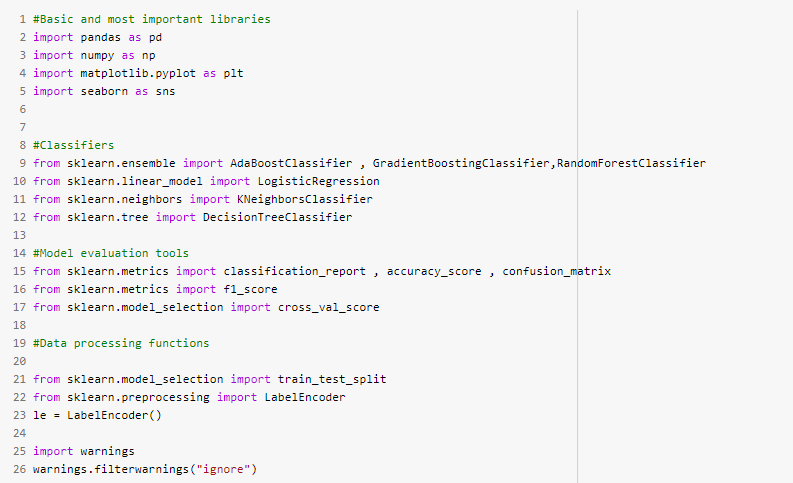 1 #Basic and most important libraries
2 import pandas as pd
3 import numpy as np
4 import matplotlib.pyplot as plt
5 import seaborn as sns
6
7
8 #Classifiers
9 from sklearn.ensemble import AdaBoostClassifier , GradientBoostingClassifier,RandomForestClassifier
10 from sklearn.linear_model import LogisticRegression
11 from sklearn.neighbors import KNeighborsClassifier
12 from sklearn.tree import DecisionTreeClassifier
13
14 #Model evaluation tools
15 from sklearn.metrics import classification_report , accuracy_score , confusion_matrix
16 from sklearn.metrics import f1_score
17 from sklearn.model_selection import cross_val_score
18
19 #Data processing functions
20
21 from sklearn.model_selection import train_test_split
22 from sklearn.preprocessing import LabelEncoder
23 le = LabelEncoder()
24
25 import warnings
26 warnings.filterwarnings("ignore")